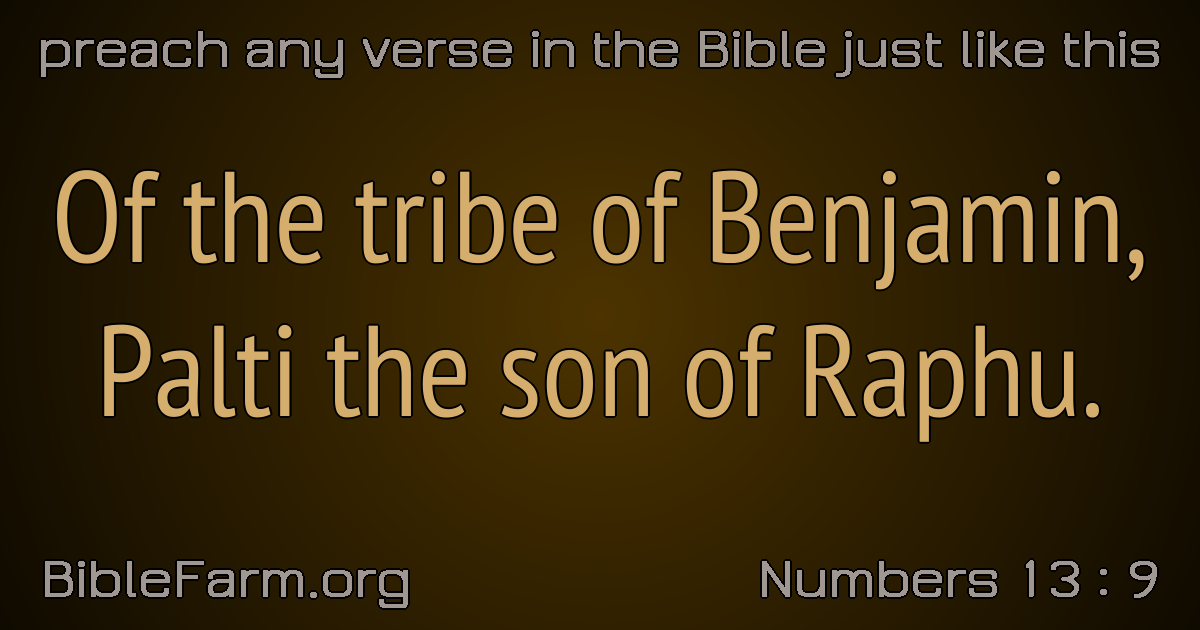 preach any verse in the Bible just like this
Of the tribe of Benjamin,
Palti the son of Raphu.
BibleFarm.org
Numbers 13 : 9